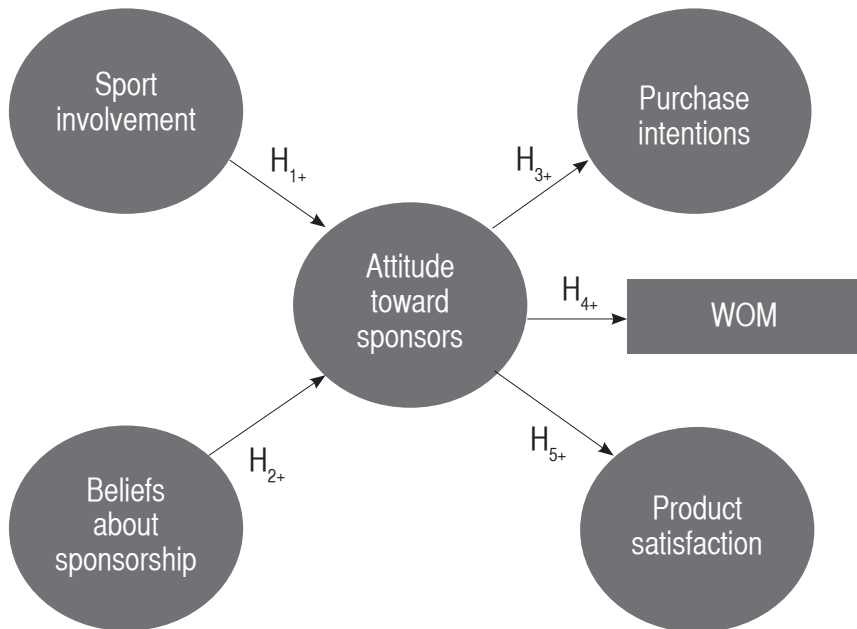 Sport
involvement
Purchase
intentions
H1+
H3+
Attitude
toward
sponsors
H4+
WOM
H2+
H5+
Beliefs
about
sponsorship
Product
satisfaction